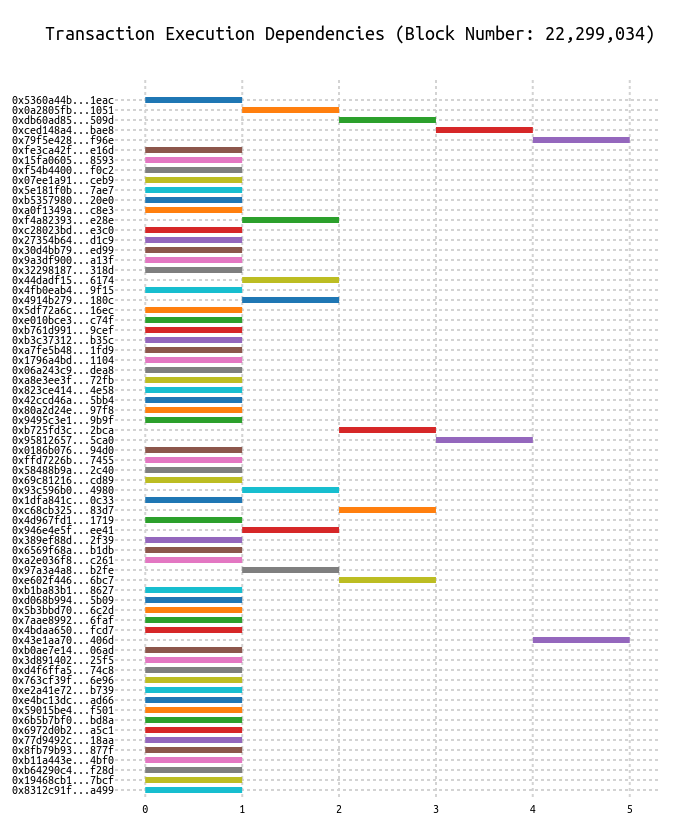 Transaction Execution Dependencies (Block Number: 22,299,034)
0x5360a44b...1eac
0x0a2805fb...1051
0xdb60ad85...509d
0xced148a4...bae8
0x79f5e428...f96e
0xfe3ca42f...e16d
0x15fa0605...8593
0xf54b4400...f0c2
0x07ee1a91...ceb9
0x5e181f0b...7ae7
0xb5357980...20e0
0xa0f1349a...c8e3
0xf4a82393...e28e
0xc28023bd...e3c0
0x27354b64...d1c9
0x30d4bb79...ed99
0x9a3df900...a13f
0x32298187...318d
0x44dadf15...6174
0x4fb0eab4...9f15
0x4914b279...180c
0x5df72a6c...16ec
0xe010bce3...c74f
0xb761d991...9cef
0xb3c37312...b35c
0xa7fe5b48...1fd9
0x1796a4bd...1104
0x06a243c9...dea8
0xa8e3ee3f...72fb
0x823ce414...4e58
0x42ccd46a...5bb4
0x80a2d24e...97f8
0x9495c3e1...9b9f
0xb725fd3c...2bca
0x95812657...5ca0
0x0186b076...94d0
0xffd7226b...7455
0x58488b9a...2c40
0x69c81216...cd89
0x93c596b0...4980
0x1dfa841c...0c33
0xc68cb325...83d7
0x4d967fd1...1719
0x946e4e5f...ee41
0x389ef88d...2f39
0x6569f68a...b1db
0xa2e036f8...c261
0x97a3a4a8...b2fe
0xe602f446...6bc7
0xb1ba83b1...8627
0xd068b994...5b09
0x5b3bbd70...6c2d
0x7aae8992...6faf
0x4bdaa650...fcd7
0x43e1aa70...406d
0xb0ae7e14...06ad
0x3d891402...25f5
0xd4f6ffa5...74c8
0x763cf39f...6e96
0xe2a41e72...b739
0xe4bc13dc...ad66
0x59015be4...f501
0x6b5b7bf0...bd8a
0x6972d0b2...a5c1
0x77d9492c...18aa
0x8fb79b93...877f
0xb11a443e...4bf0
0xb64290c4...f28d
0x19468cb1...7bcf
0x8312c91f...a499
0 1 2 3 4 5